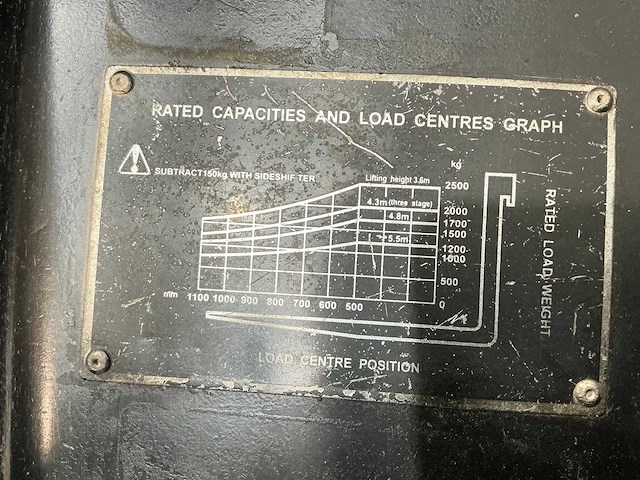 RATED CAPACITIES AND LOAD CENTRES GRAPH
kg
SUBTRACT150kg WITH SIDESHIF TER
Lifting height 3.6m
2500
4.3m(three stage)
2000
4.8m
1700
1500
5.5m
1200
1000
500
0
mm 1100 1000 900 800 700 600 500
RATED LOAD WEIGHT
LOAD CENTRE POSITION